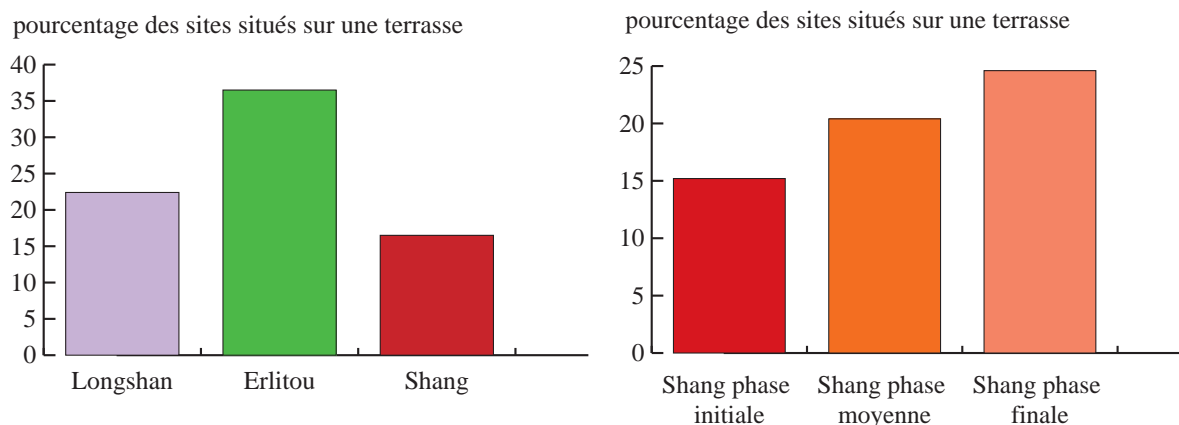 pourcentage des sites situés sur une terrasse
40
35
30
25
20
15
10
5
0
Longshan Erlitou Shang
pourcentage des sites situés sur une terrasse
25
20
15
10
5
0
Shang phase initiale
Shang phase moyenne
Shang phase finale